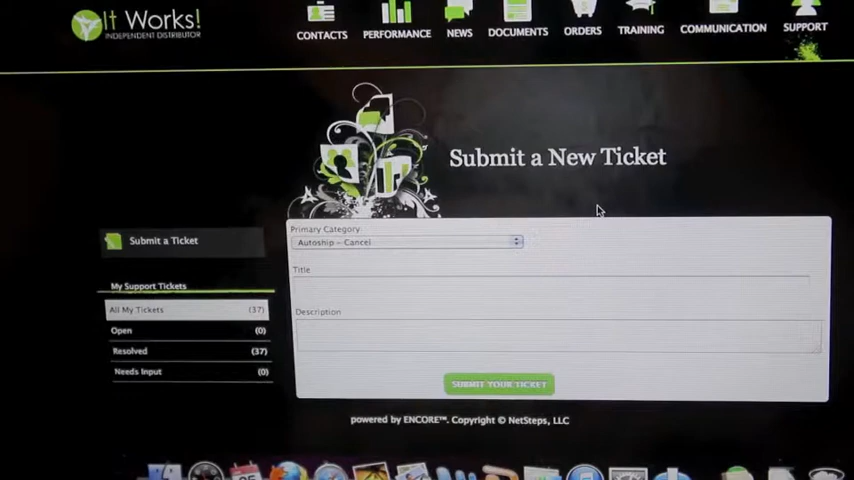 It Works!
INDEPENDENT DISTRIBUTOR
CONTACTS PERFORMANCE NEWS DOCUMENTS ORDERS TRAINING COMMUNICATION SUPPORT
Submit a New Ticket
Submit a Ticket
My Support Tickets
All My Tickets (37)
Open (0)
Resolved (37)
Needs Input (0)
Primary Category
Autoship - Cancel
Title
Description
SUBMIT YOUR TICKET
powered by ENCORE™. Copyright © NetSteps, LLC